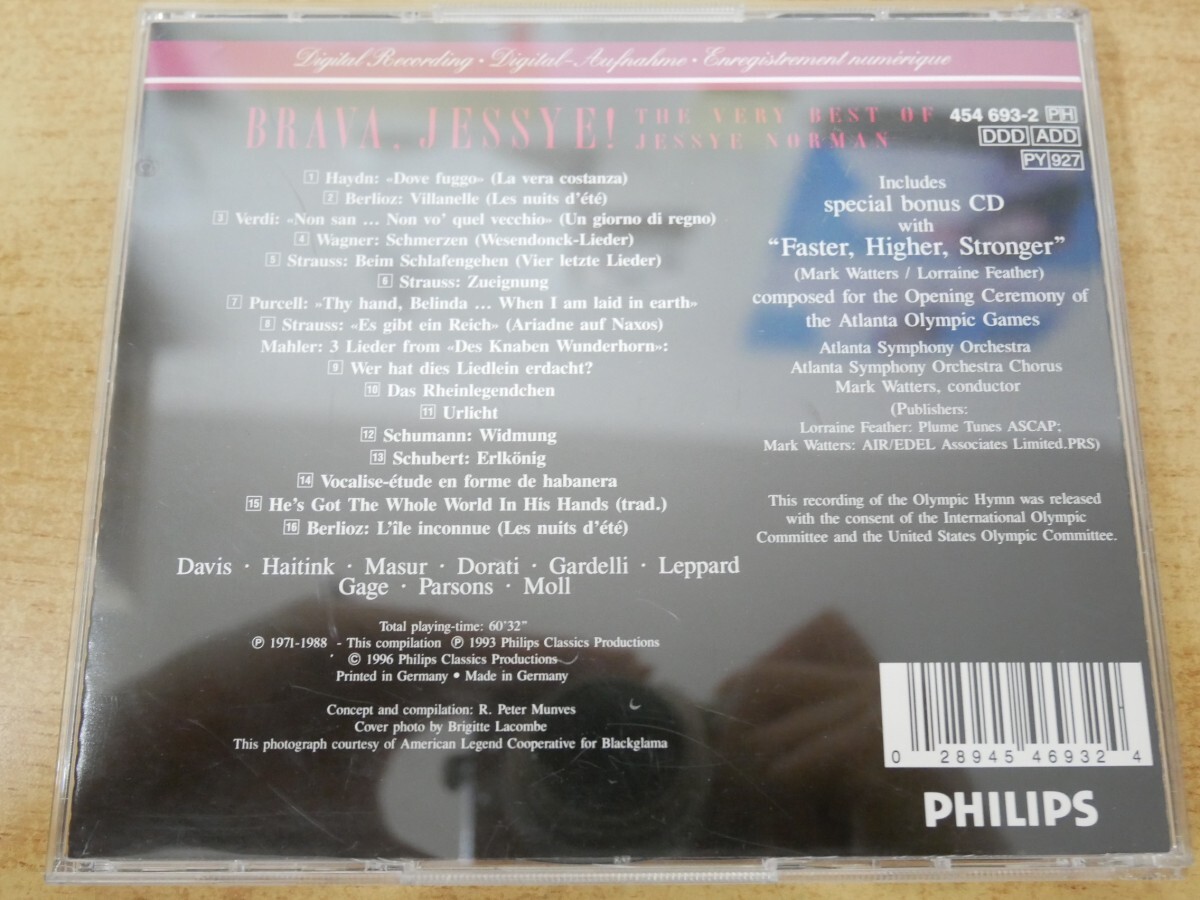 Digital Recording · Digital-Aufnahme · Enregistrement numérique
BRAVA, JESSYE! THE VERY BEST OF
JESSYE NORMAN
454 693-2 PH
DDD ADD
PY 927
1 Haydn: «Dove fuggo» (La vera costanza)
2 Berlioz: Villanelle (Les nuits d'été)
3 Verdi: «Non san ... Non vo' quel vecchio» (Un giorno di regno)
4 Wagner: Schmerzen (Wesendonck-Lieder)
5 Strauss: Beim Schlafengehen (Vier letzte Lieder)
6 Strauss: Zueignung
7 Purcell: «Thy hand, Belinda ... When I am laid in earth»
8 Strauss: «Es gibt ein Reich» (Ariadne auf Naxos)
Mahler: 3 Lieder from «Des Knaben Wunderhorn»:
9 Wer hat dies Liedlein erdacht?
10 Das Rheinlegendchen
11 Urlicht
12 Schumann: Widmung
13 Schubert: Erlkönig
14 Vocalise-étude en forme de habanera
15 He's Got The Whole World In His Hands (trad.)
16 Berlioz: L'île inconnue (Les nuits d'été)
Davis · Haitink · Masur · Dorati · Gardelli · Leppard
Gage · Parsons · Moll
Total playing-time: 60'32"
℗ 1971-1988 - This compilation ℗ 1993 Philips Classics Productions
© 1996 Philips Classics Productions
Printed in Germany • Made in Germany
Concept and compilation: R. Peter Munves
Cover photo by Brigitte Lacombe
This photograph courtesy of American Legend Cooperative for Blackglama
Includes
special bonus CD
with
"Faster, Higher, Stronger"
(Mark Watters / Lorraine Feather)
composed for the Opening Ceremony of
the Atlanta Olympic Games
Atlanta Symphony Orchestra
Atlanta Symphony Orchestra Chorus
Mark Watters, conductor
(Publishers:
Lorraine Feather: Plume Tunes ASCAP;
Mark Watters: AIR/EDEL Associates Limited.PRS)
This recording of the Olympic Hymn was released
with the consent of the International Olympic
Committee and the United States Olympic Committee.
0 28945 46932 4
PHILIPS